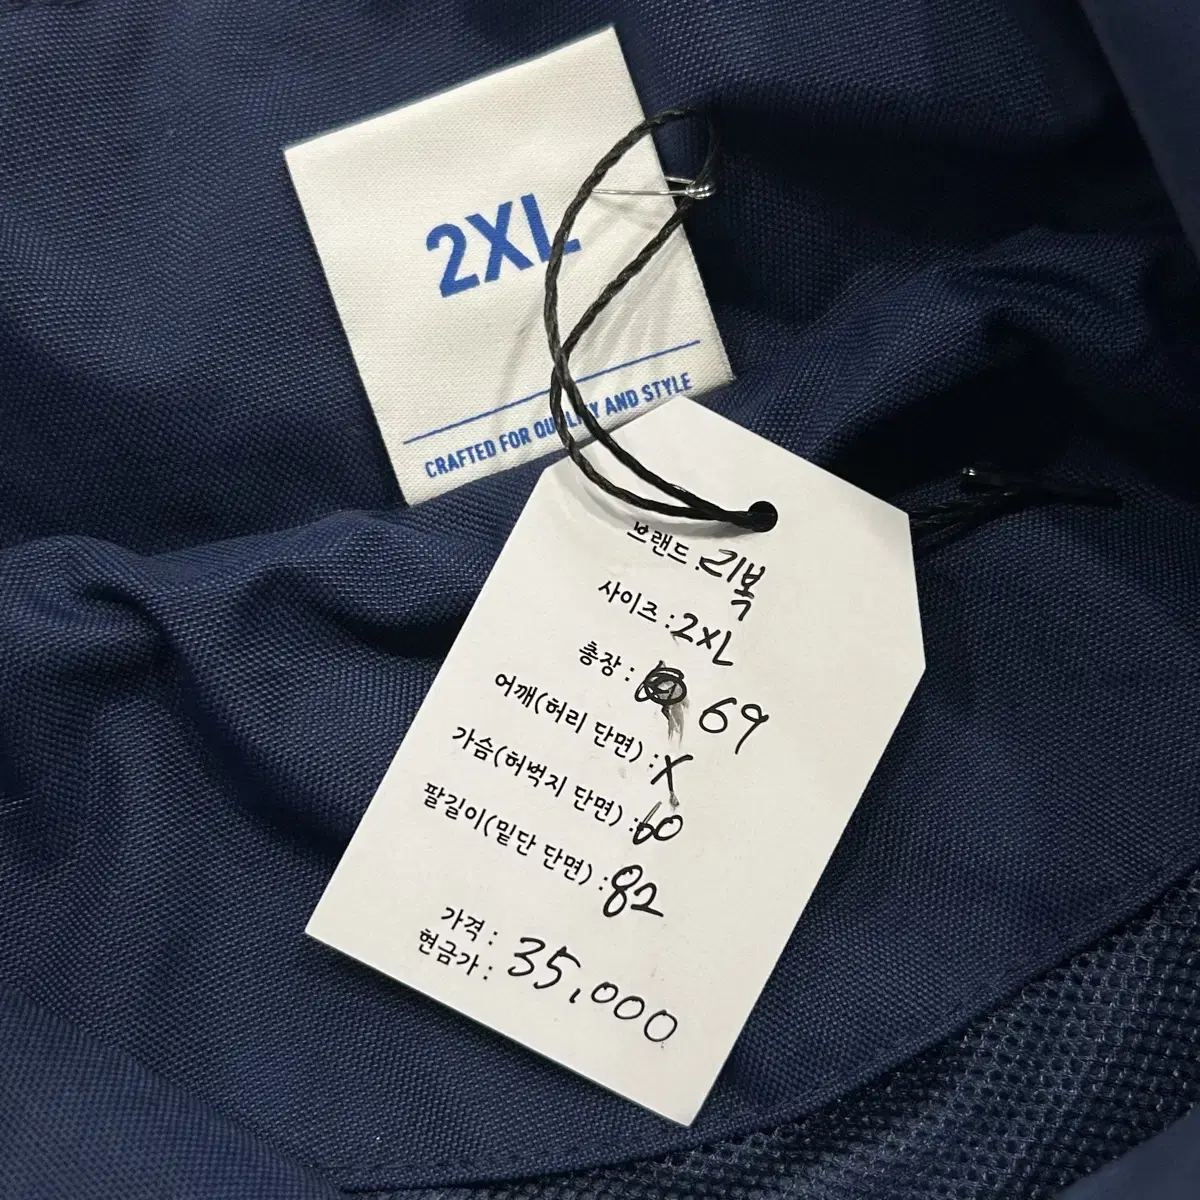 2XL
CRAFTED FOR QUALITY AND STYLE
브랜드 : 리복
사이즈 : 2XL
총장 : 69
어깨(허리 단면) : X
가슴(허벅지 단면) : 60
팔길이(밑단 단면) : 82
가격 :
현금가 : 35,000